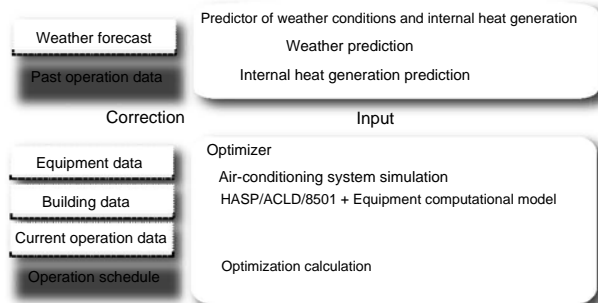 Predictor of weather conditions and internal heat generation
Weather forecast
Weather prediction
Past operation data
Internal heat generation prediction
Correction
Input
Optimizer
Equipment data
Air-conditioning system simulation
Building data
HASP/ACLD/8501 + Equipment computational model
Current operation data
Operation schedule
Optimization calculation